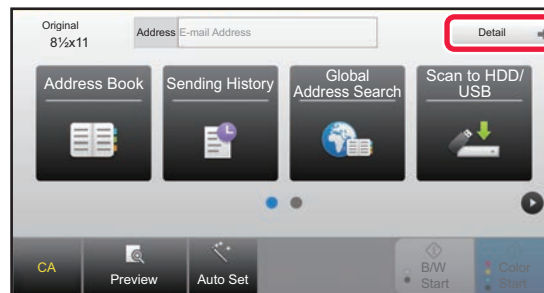 Original
8½x11
Address E-mail Address
Detail
Address Book
Sending History
Global
Address Search
Scan to HDD/
USB
CA
Preview
Auto Set
B/W
Start
Color
Start